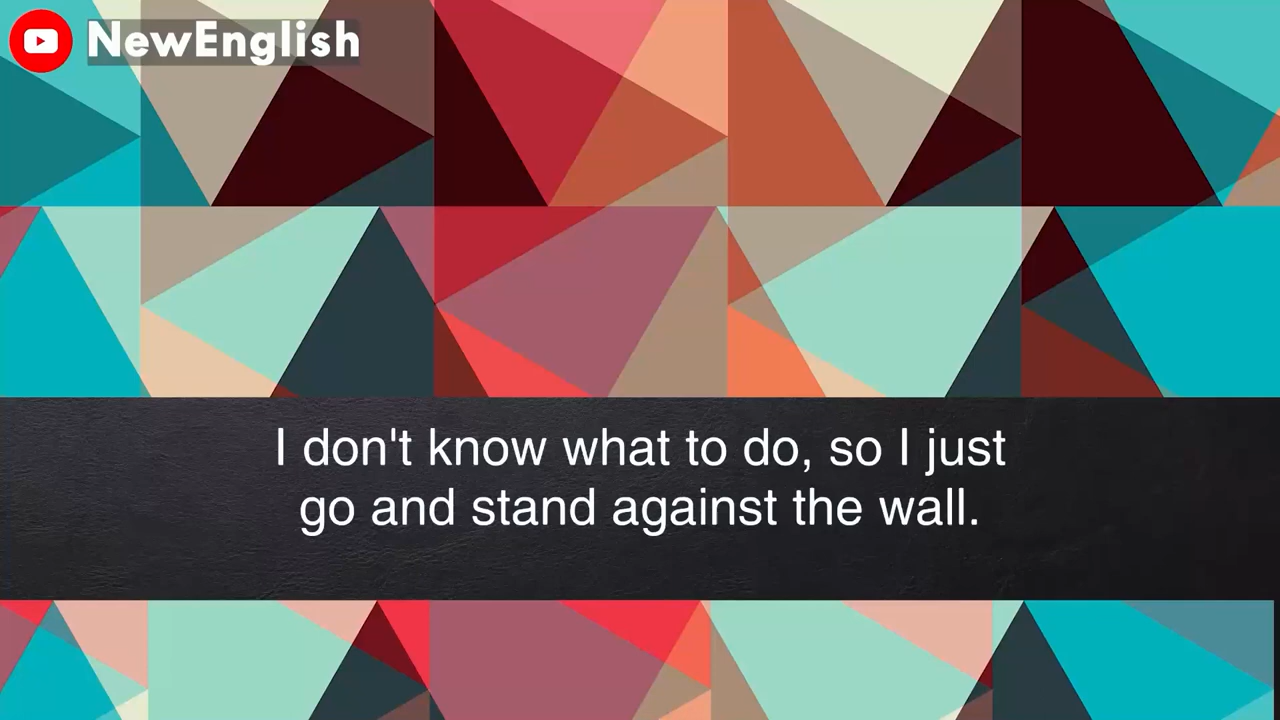 NewEnglish
I don't know what to do, so I just
go and stand against the wall.